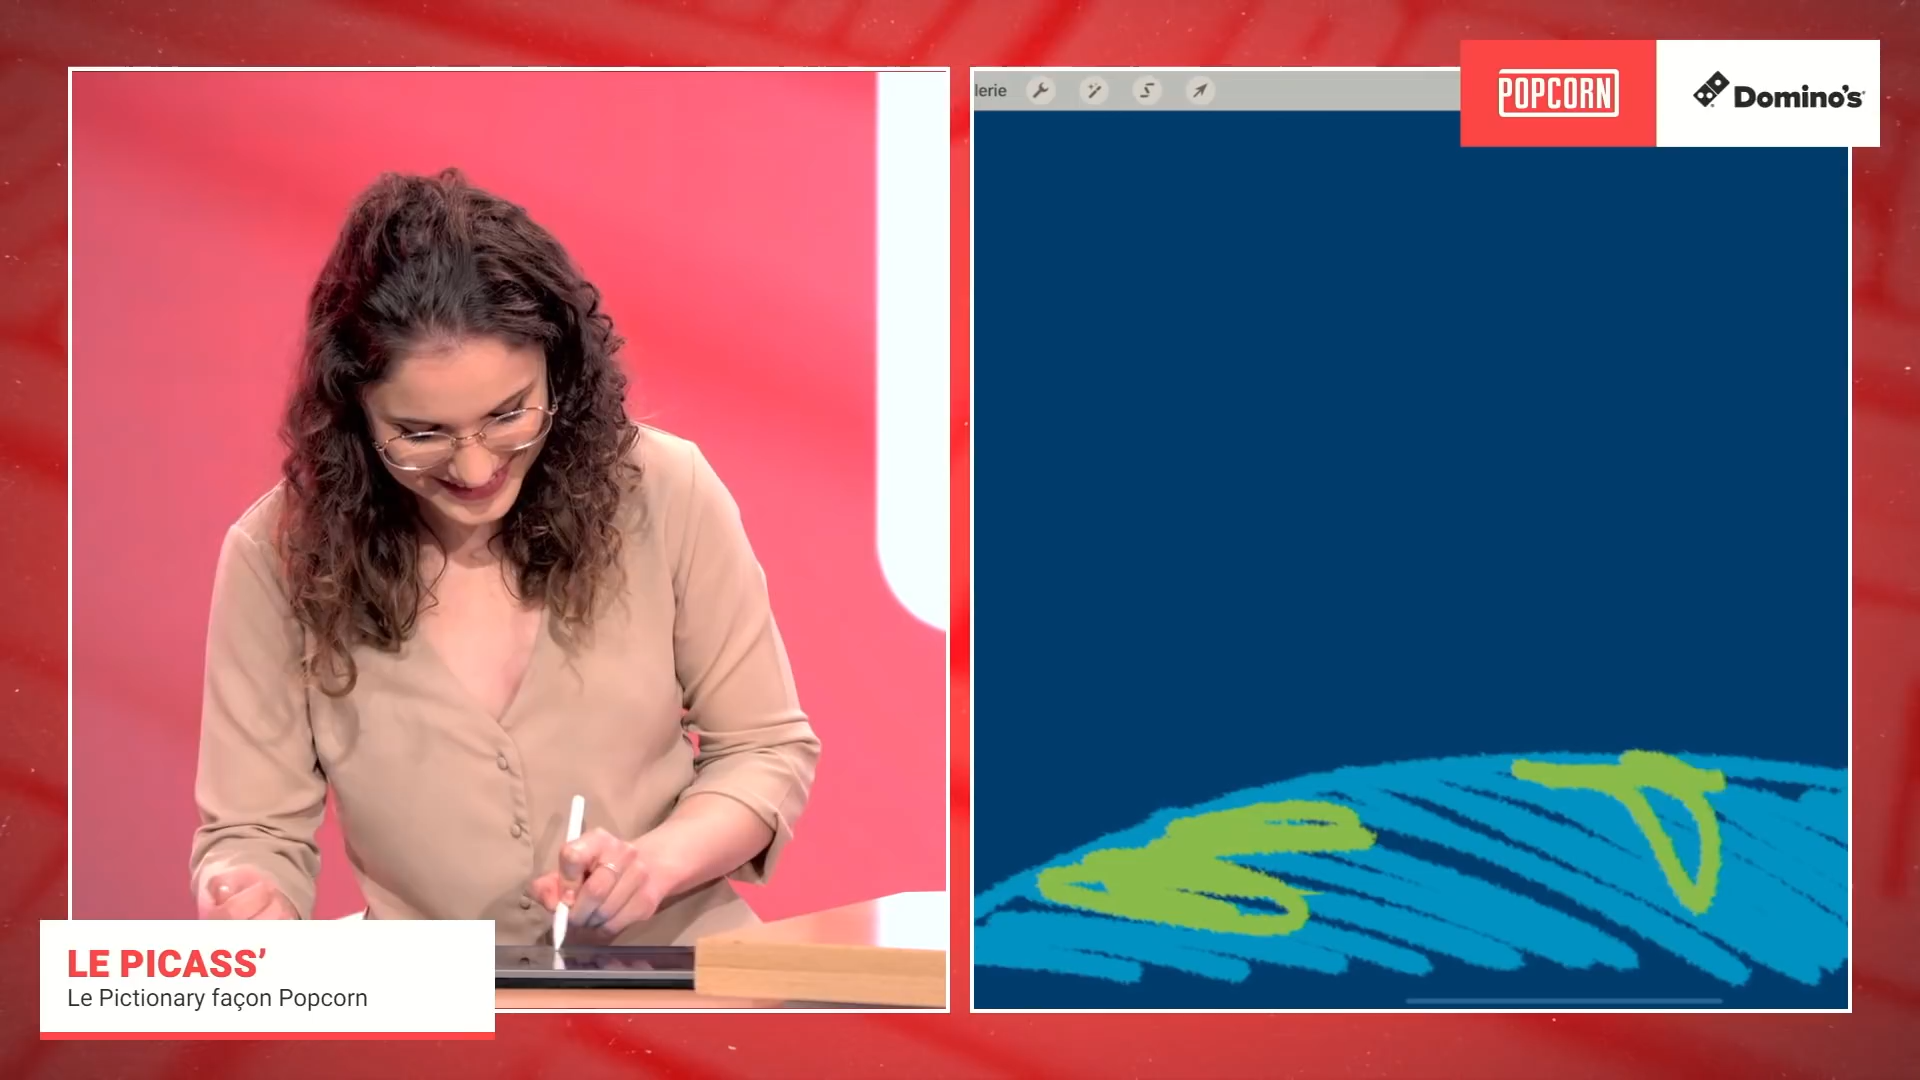 lerie
POPCORN
Domino's
LE PICASS'
Le Pictionary façon Popcorn